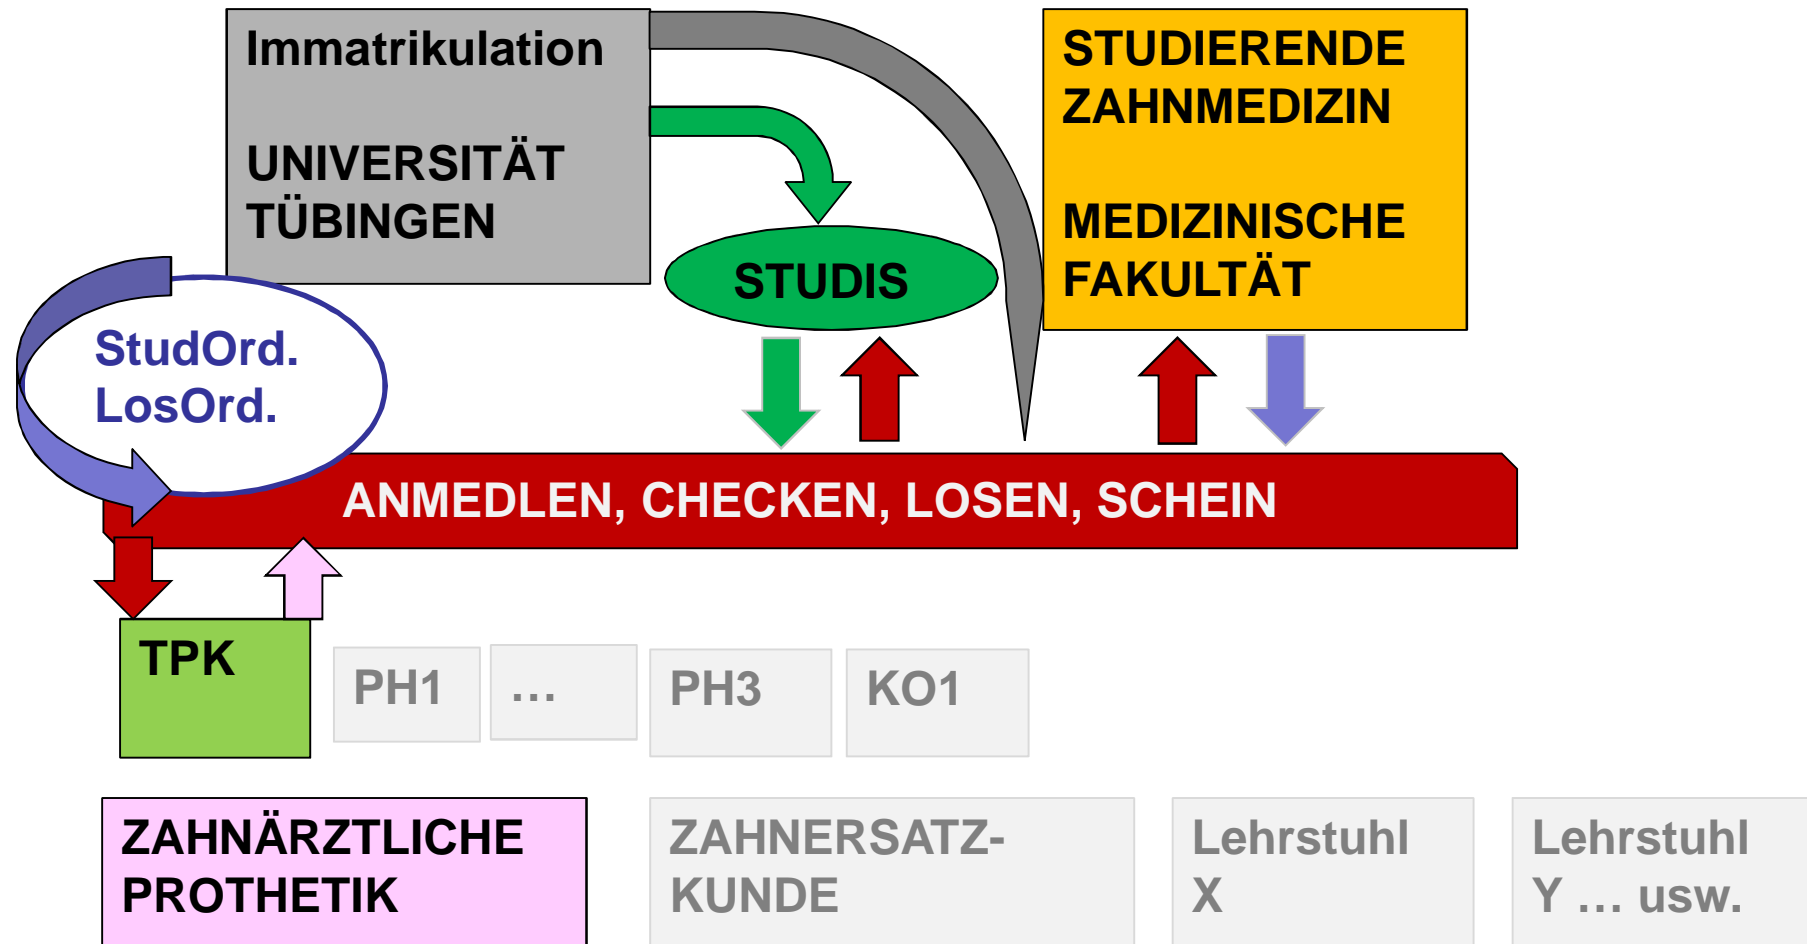 Immatrikulation
UNIVERSITÄT
TÜBINGEN
STUDIERENDE
ZAHNMEDIZIN
MEDIZINISCHE
FAKULTÄT
STUDIS
StudOrd.
LosOrd.
ANMEDLEN, CHECKEN, LOSEN, SCHEIN
TPK
PH1
…
PH3
KO1
ZAHNÄRZTLICHE
PROTHETIK
ZAHNERSATZ-
KUNDE
Lehrstuhl
X
Lehrstuhl
Y … usw.